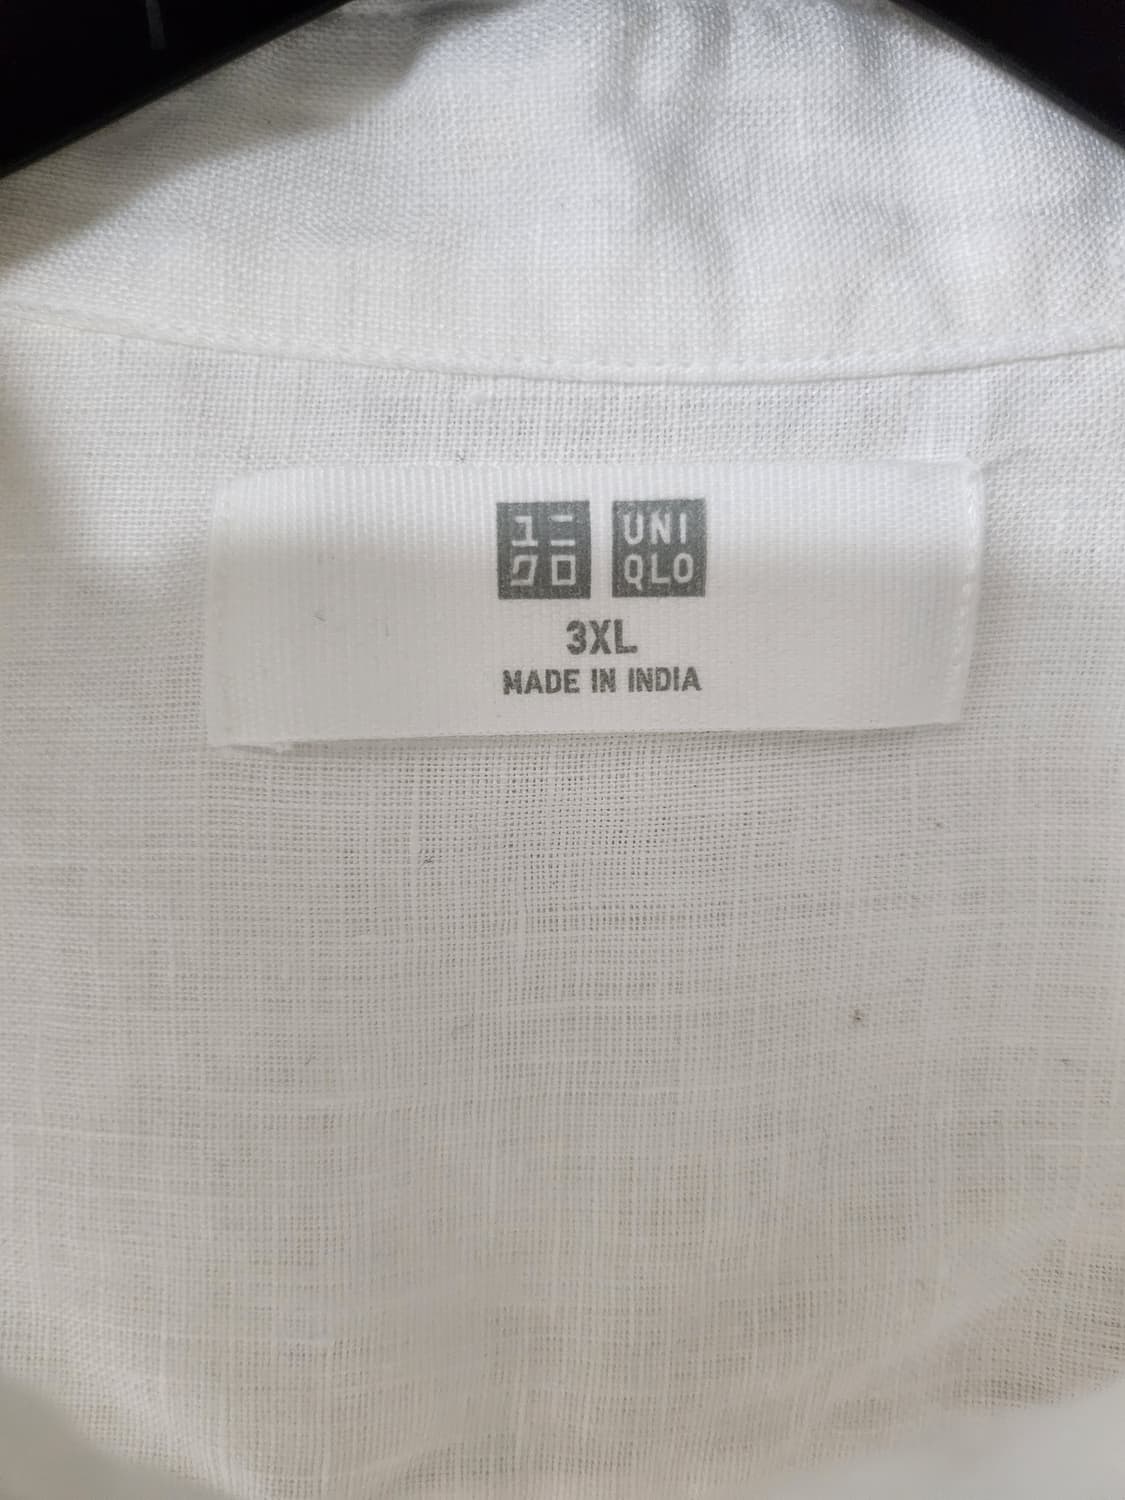 ユニ UNI
クロ QLO
3XL
MADE IN INDIA